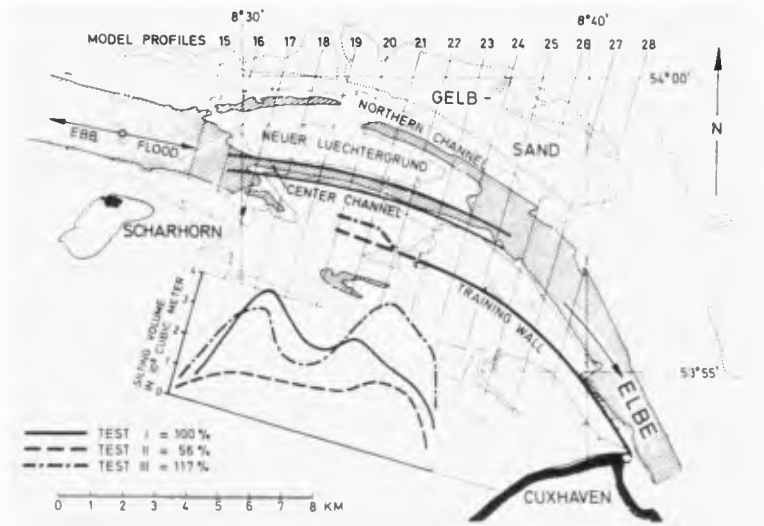 8°30'
8°40'
MODEL PROFILES 15 16 17 18 19 20 21 22 23 24 25 26 27 28
54°00'
GELB-
NORTHERN CHANNEL
SAND
N
EBB
FLOOD
NEUER LUECHTERGRUND
CENTER CHANNEL
SCHARHORN
TRAINING WALL
SILTING VOLUME
IN 10⁶ CUBIC METER
4
3
2
1
0
53°55'
ELBE
TEST I = 100 %
TEST II = 56 %
TEST III = 117 %
0 1 2 3 4 5 6 7 8 KM
CUXHAVEN